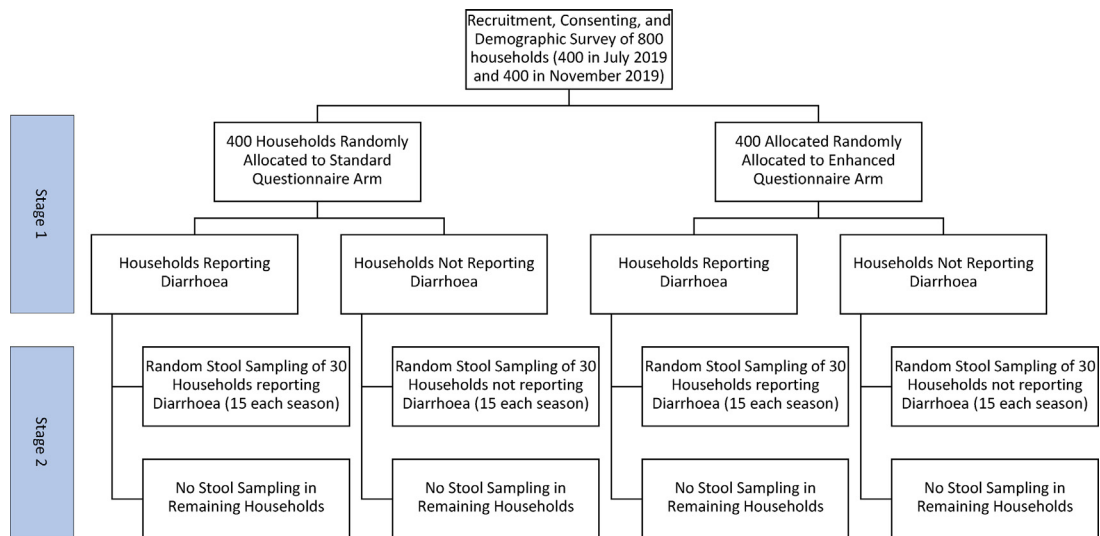 Recruitment, Consenting, and
Demographic Survey of 800
households (400 in July 2019
and 400 in November 2019)
Stage 1
400 Households Randomly
Allocated to Standard
Questionnaire Arm
400 Allocated Randomly
Allocated to Enhanced
Questionnaire Arm
Households Reporting
Diarrhoea
Households Not Reporting
Diarrhoea
Households Reporting
Diarrhoea
Households Not Reporting
Diarrhoea
Stage 2
Random Stool Sampling of 30
Households reporting
Diarrhoea (15 each season)
Random Stool Sampling of 30
Households not reporting
Diarrhoea (15 each season)
Random Stool Sampling of 30
Households reporting
Diarrhoea (15 each season)
Random Stool Sampling of 30
Households not reporting
Diarrhoea (15 each season)
No Stool Sampling in
Remaining Households
No Stool Sampling in
Remaining Households
No Stool Sampling in
Remaining Households
No Stool Sampling in
Remaining Households